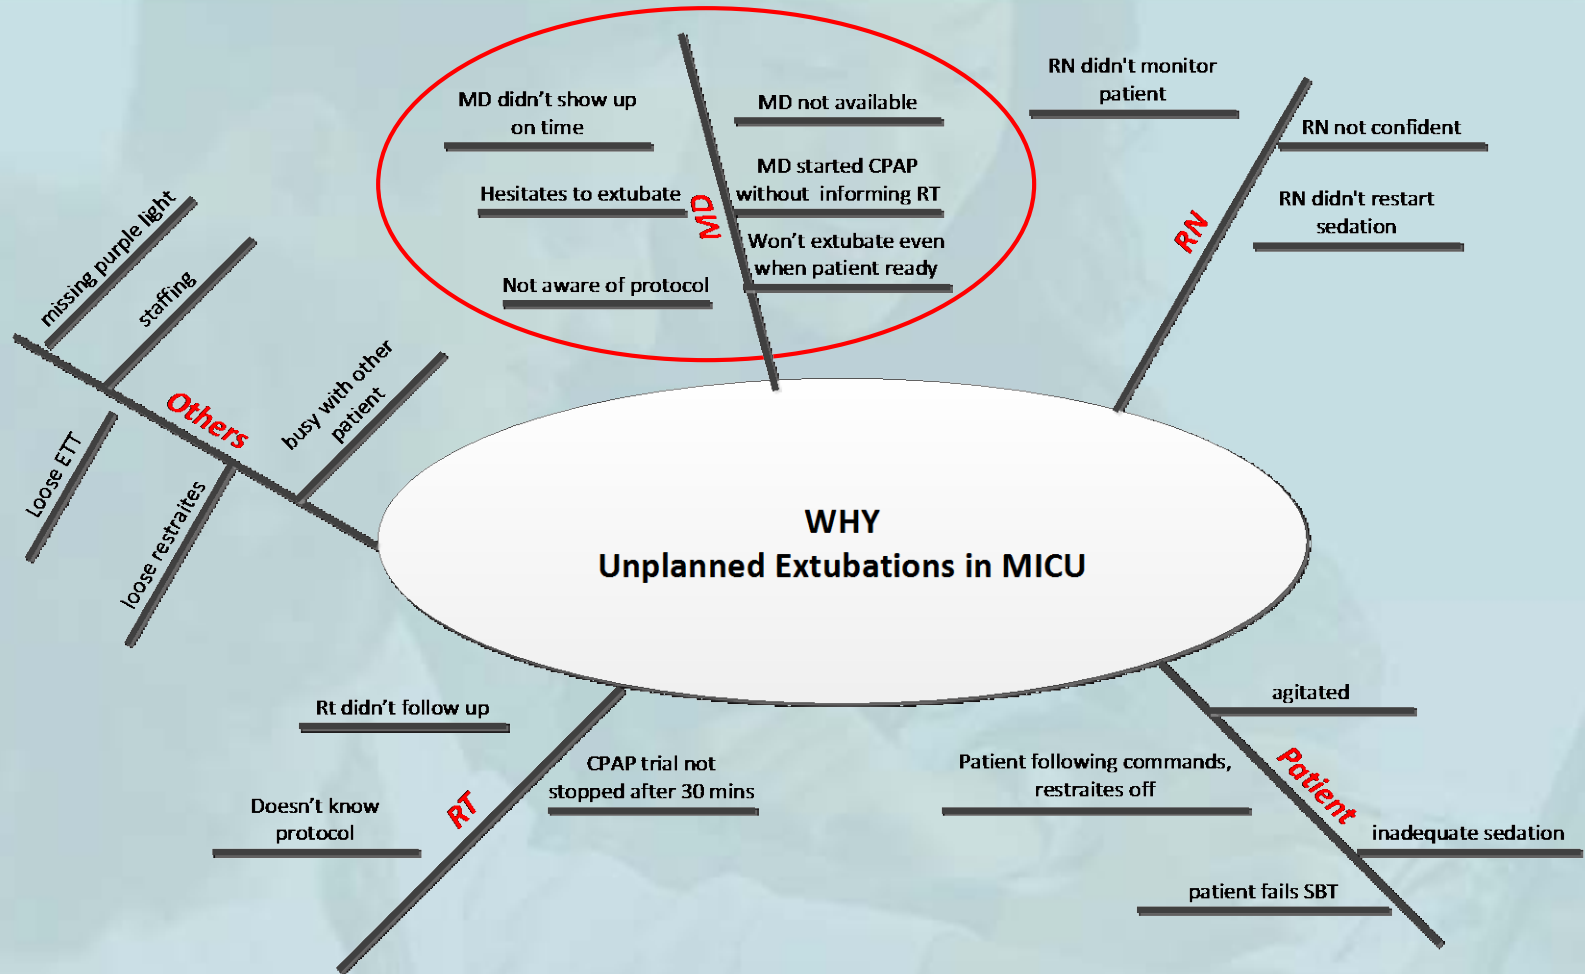 MD didn't show up
on time
Hesitates to extubate
Not aware of protocol
MD
MD not available
MD started CPAP
without informing RT
Won't extubate even
when patient ready
RN didn't monitor
patient
RN
RN not confident
RN didn't restart
sedation
missing purple light
staffing
Others
busy with other
patient
Loose ETT
loose restraites
WHY
Unplanned Extubations in MICU
Rt didn't follow up
Doesn't know
protocol
RT
CPAP trial not
stopped after 30 mins
agitated
Patient following commands,
restraites off
Patient
inadequate sedation
patient fails SBT